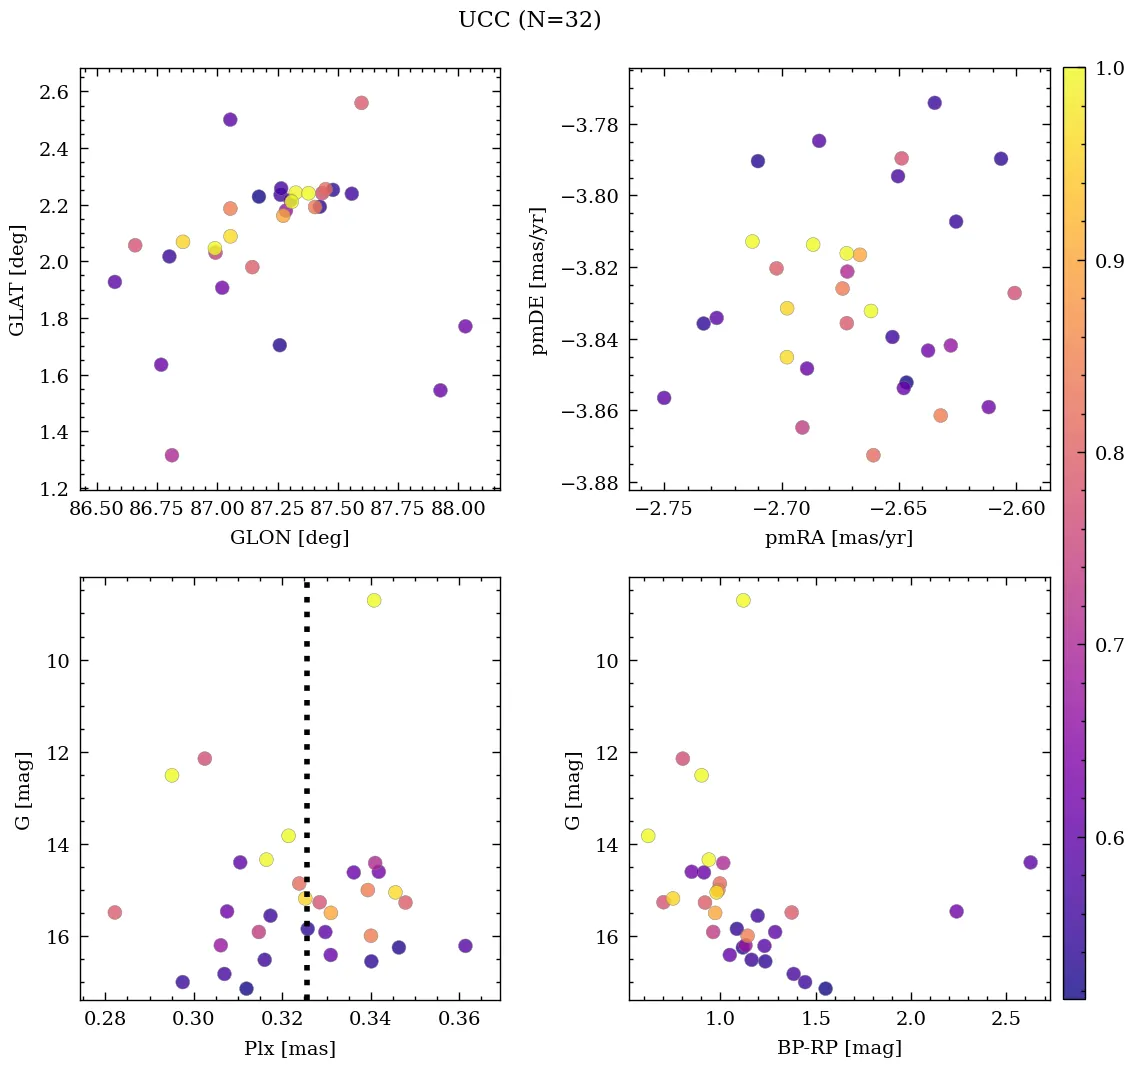 UCC (N=32)
2.6
2.4
2.2
2.0
1.8
1.6
1.4
1.2
GLAT [deg]
86.50 86.75 87.00 87.25 87.50 87.75 88.00
GLON [deg]
−3.78
−3.80
−3.82
−3.84
−3.86
−3.88
pmDE [mas/yr]
−2.75 −2.70 −2.65 −2.60
pmRA [mas/yr]
1.0
0.9
0.8
0.7
0.6
10
12
14
16
G [mag]
0.28 0.30 0.32 0.34 0.36
Plx [mas]
10
12
14
16
G [mag]
1.0 1.5 2.0 2.5
BP-RP [mag]